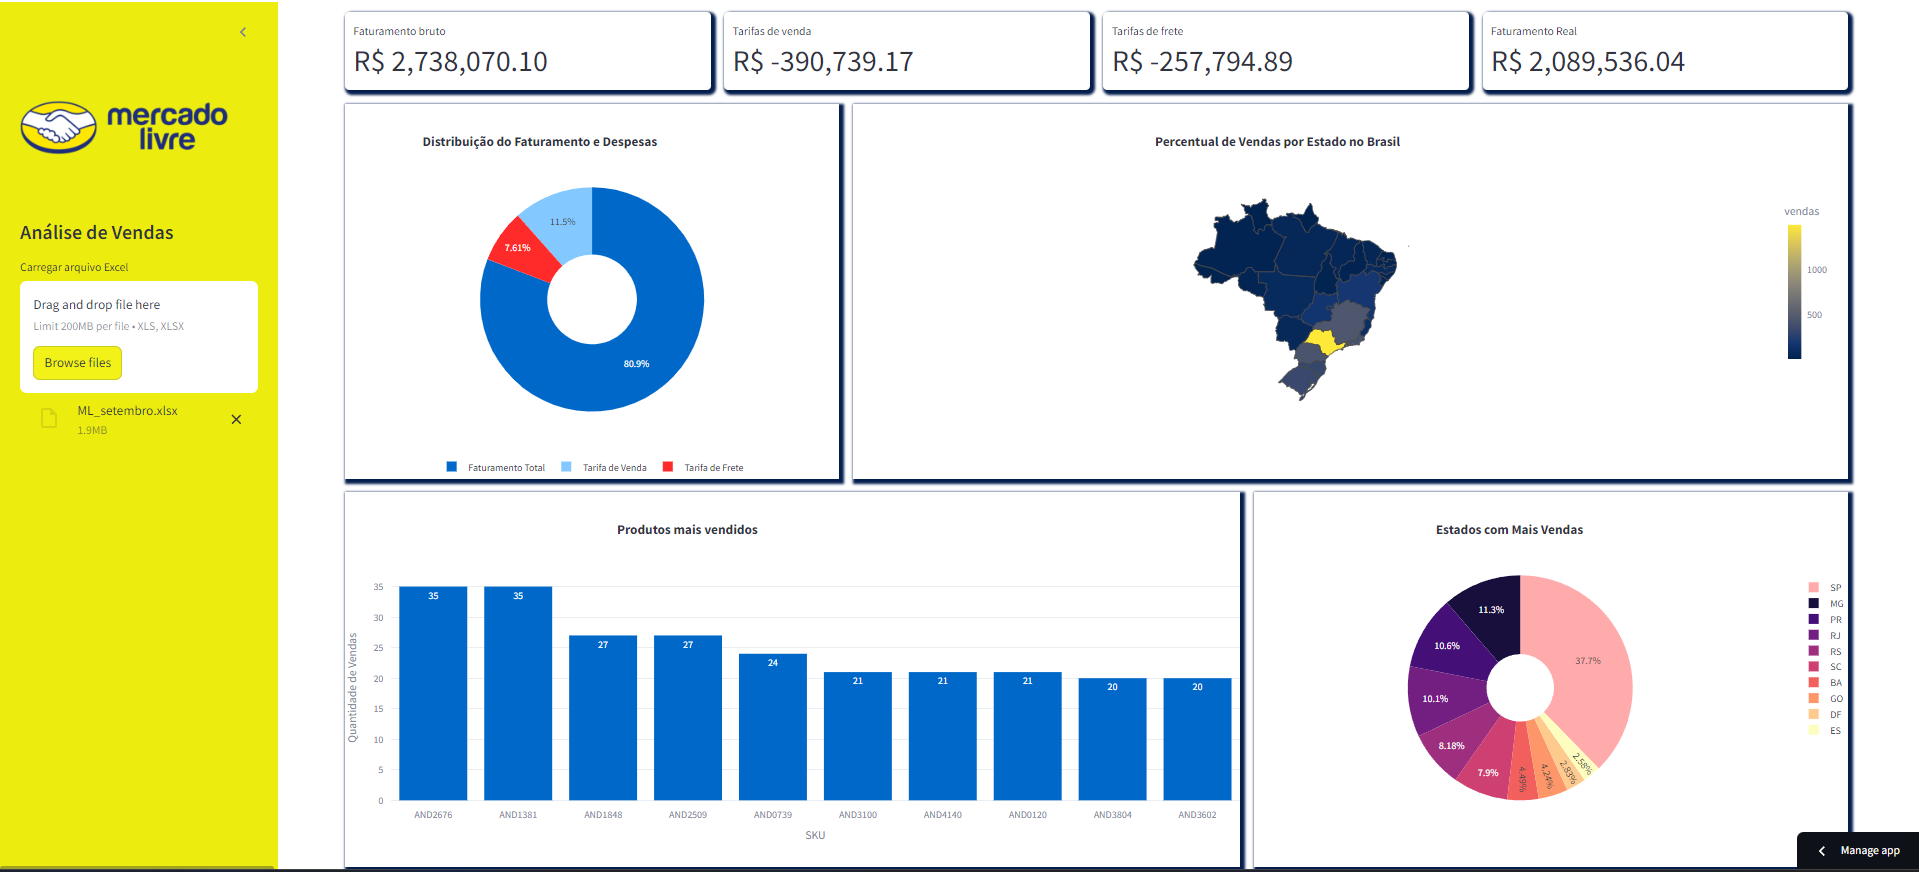 mercado
livre
Análise de Vendas
Carregar arquivo Excel
Drag and drop file here
Limit 200MB per file • XLS, XLSX
Browse files
ML_setembro.xlsx
1.9MB
Faturamento bruto
R$ 2,738,070.10
Tarifas de venda
R$ -390,739.17
Tarifas de frete
R$ -257,794.89
Faturamento Real
R$ 2,089,536.04
Distribuição do Faturamento e Despesas
11.5%
7.61%
80.9%
Faturamento Total
Tarifa de Venda
Tarifa de Frete
Percentual de Vendas por Estado no Brasil
vendas
1000
500
Produtos mais vendidos
Quantidade de Vendas
35
30
25
20
15
10
5
0
35
35
27
27
24
21
21
21
20
20
AND2676
AND1381
AND1848
AND2509
AND0739
AND3100
AND4140
AND0120
AND3804
AND3602
SKU
Estados com Mais Vendas
11.3%
10.6%
10.1%
8.18%
7.9%
4.49%
4.24%
2.83%
2.58%
37.7%
SP
MG
PR
RJ
RS
SC
BA
GO
DF
ES
Manage app